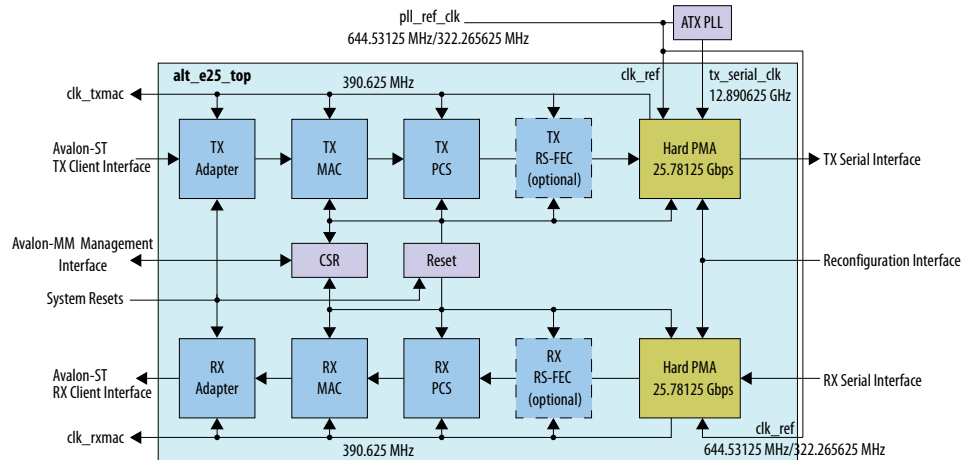 pll_ref_clk
644.53125 MHz/322.265625 MHz
ATX PLL
alt_e25_top
390.625 MHz
clk_ref
tx_serial_clk
12.890625 GHz
clk_txmac
Avalon-ST
TX Client Interface
TX
Adapter
TX
MAC
TX
PCS
TX
RS-FEC
(optional)
Hard PMA
25.78125 Gbps
TX Serial Interface
Avalon-MM Management
Interface
CSR
Reset
Reconfiguration Interface
System Resets
Avalon-ST
RX Client Interface
RX
Adapter
RX
MAC
RX
PCS
RX
RS-FEC
(optional)
Hard PMA
25.78125 Gbps
RX Serial Interface
clk_rxmac
390.625 MHz
clk_ref
644.53125 MHz/322.265625 MHz